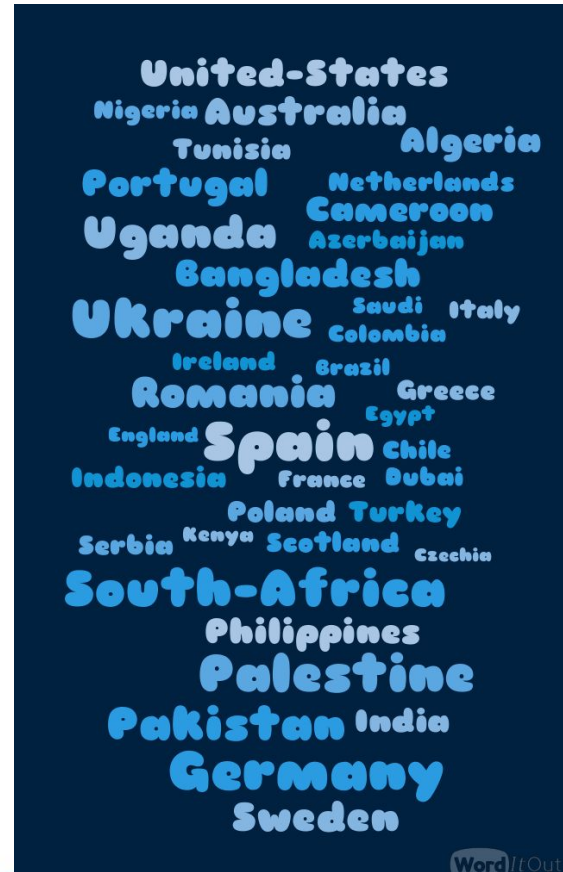 United-States
Nigeria Australia
Tunisia Algeria
Portugal Netherlands
Cameroon
Uganda Azerbaijan
Bangladesh
Ukraine Saudi Italy
Colombia
Ireland Brazil
Romania Greece
Egypt
England Spain Chile
Indonesia France Dubai
Poland Turkey
Serbia Kenya Scotland Czechia
South-Africa
Philippines
Palestine
Pakistan India
Germany
Sweden
WordItOut